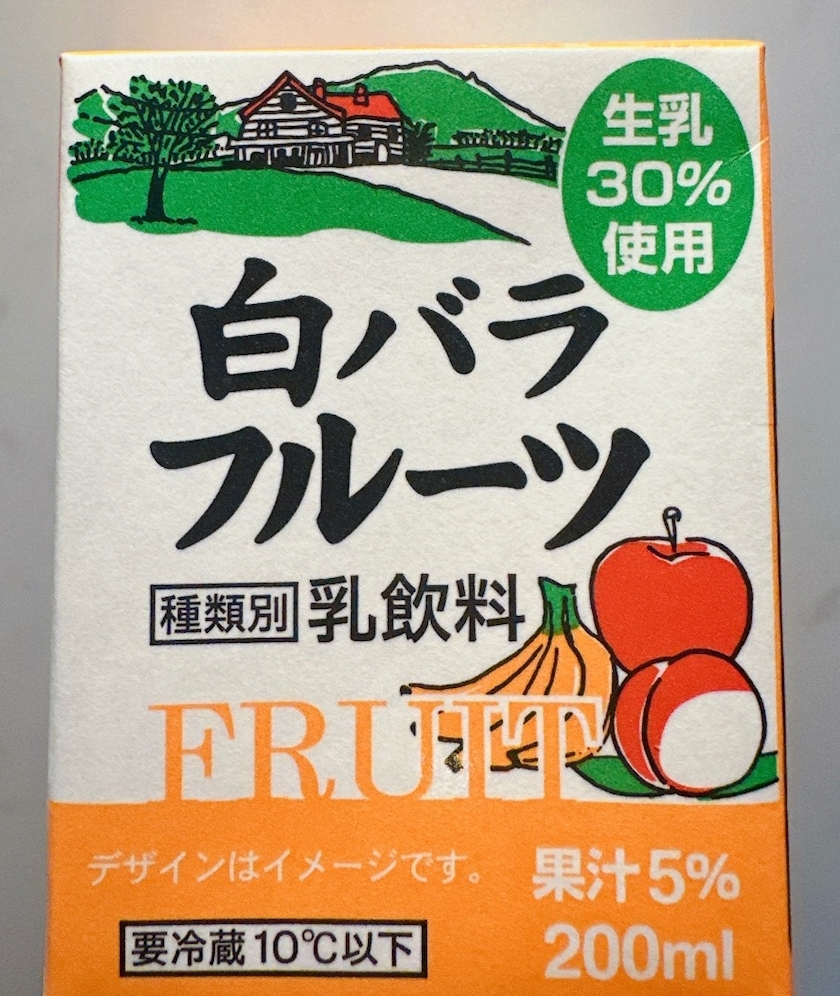 生乳
30%
使用
白バラ
フルーツ
種類別 乳飲料
FRUIT
デザインはイメージです。
果汁5%
要冷蔵10℃以下
200ml